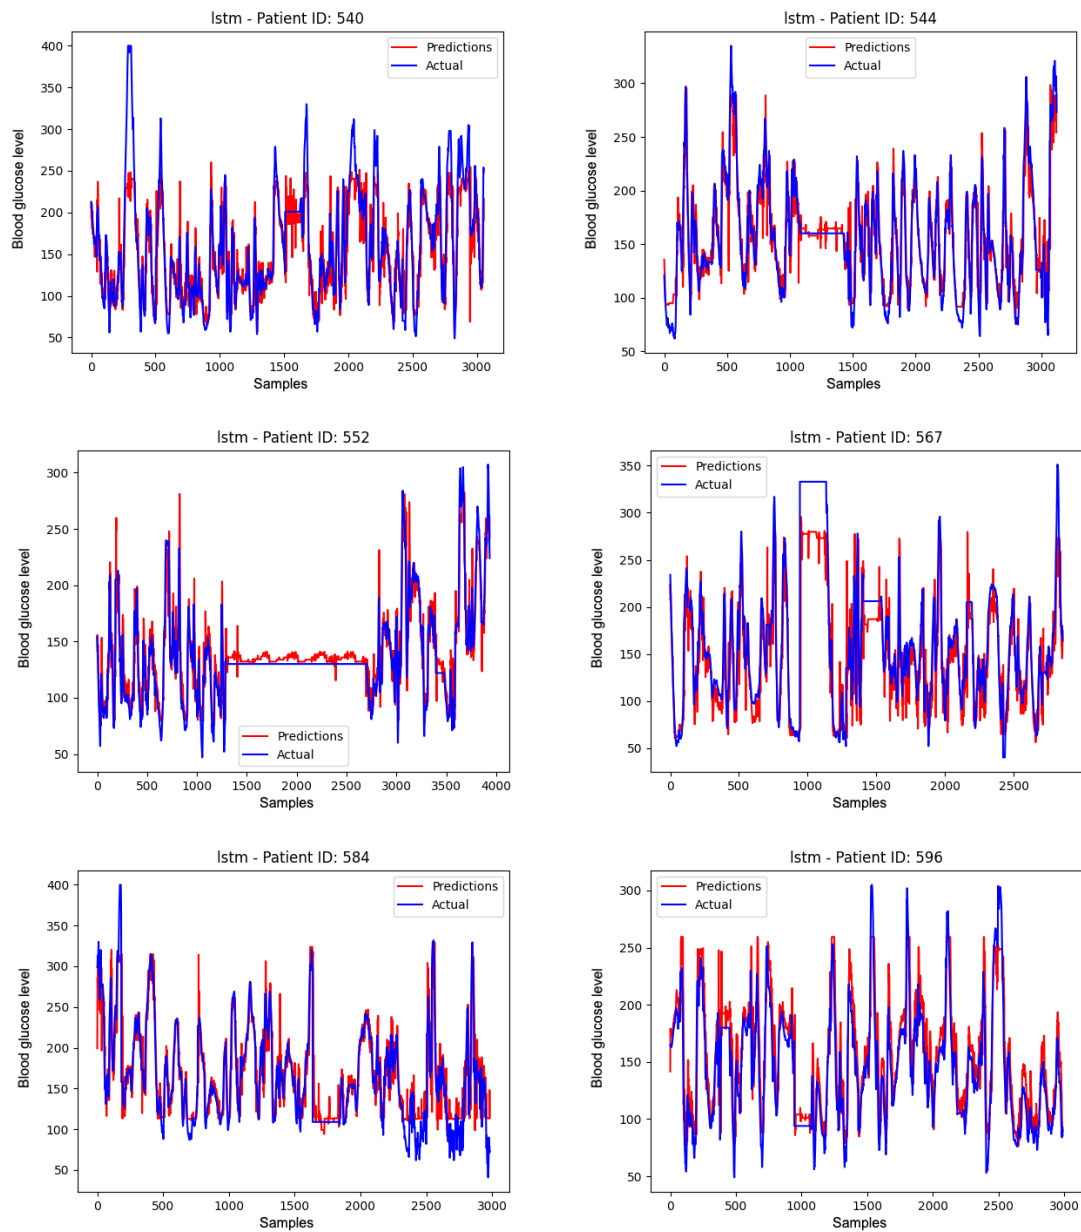 lstm - Patient ID: 540
Predictions
Actual
Blood glucose level
400
350
300
250
200
150
100
50
0 500 1000 1500 2000 2500 3000
Samples
lstm - Patient ID: 544
Predictions
Actual
Blood glucose level
300
250
200
150
100
50
0 500 1000 1500 2000 2500 3000
Samples
lstm - Patient ID: 552
Predictions
Actual
Blood glucose level
300
250
200
150
100
50
0 500 1000 1500 2000 2500 3000 3500 4000
Samples
lstm - Patient ID: 567
Predictions
Actual
Blood glucose level
350
300
250
200
150
100
50
0 500 1000 1500 2000 2500
Samples
lstm - Patient ID: 584
Predictions
Actual
Blood glucose level
400
350
300
250
200
150
100
50
0 500 1000 1500 2000 2500 3000
Samples
lstm - Patient ID: 596
Predictions
Actual
Blood glucose level
300
250
200
150
100
50
0 500 1000 1500 2000 2500 3000
Samples